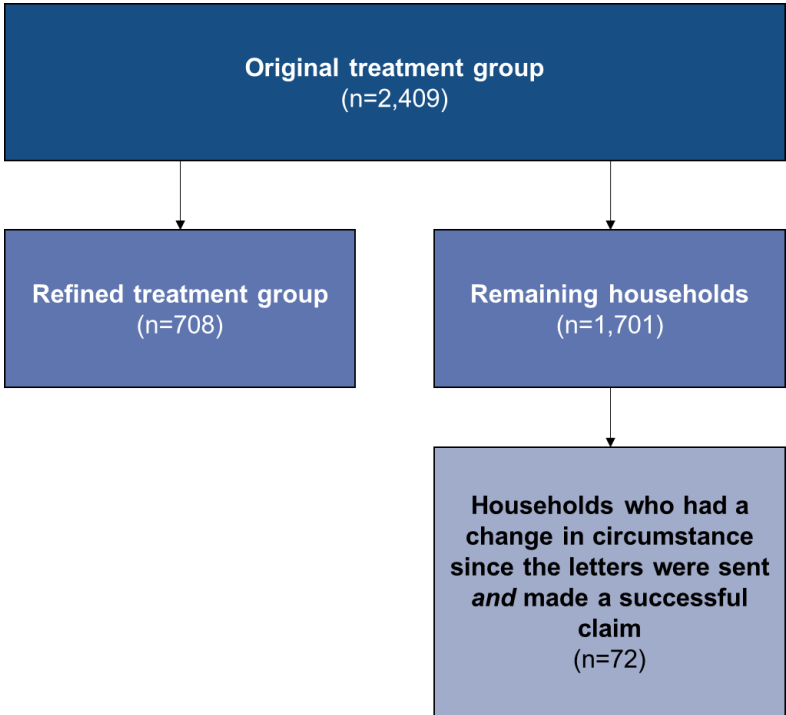 Original treatment group
(n=2,409)
Refined treatment group
(n=708)
Remaining households
(n=1,701)
Households who had a
change in circumstance
since the letters were sent
and made a successful
claim
(n=72)